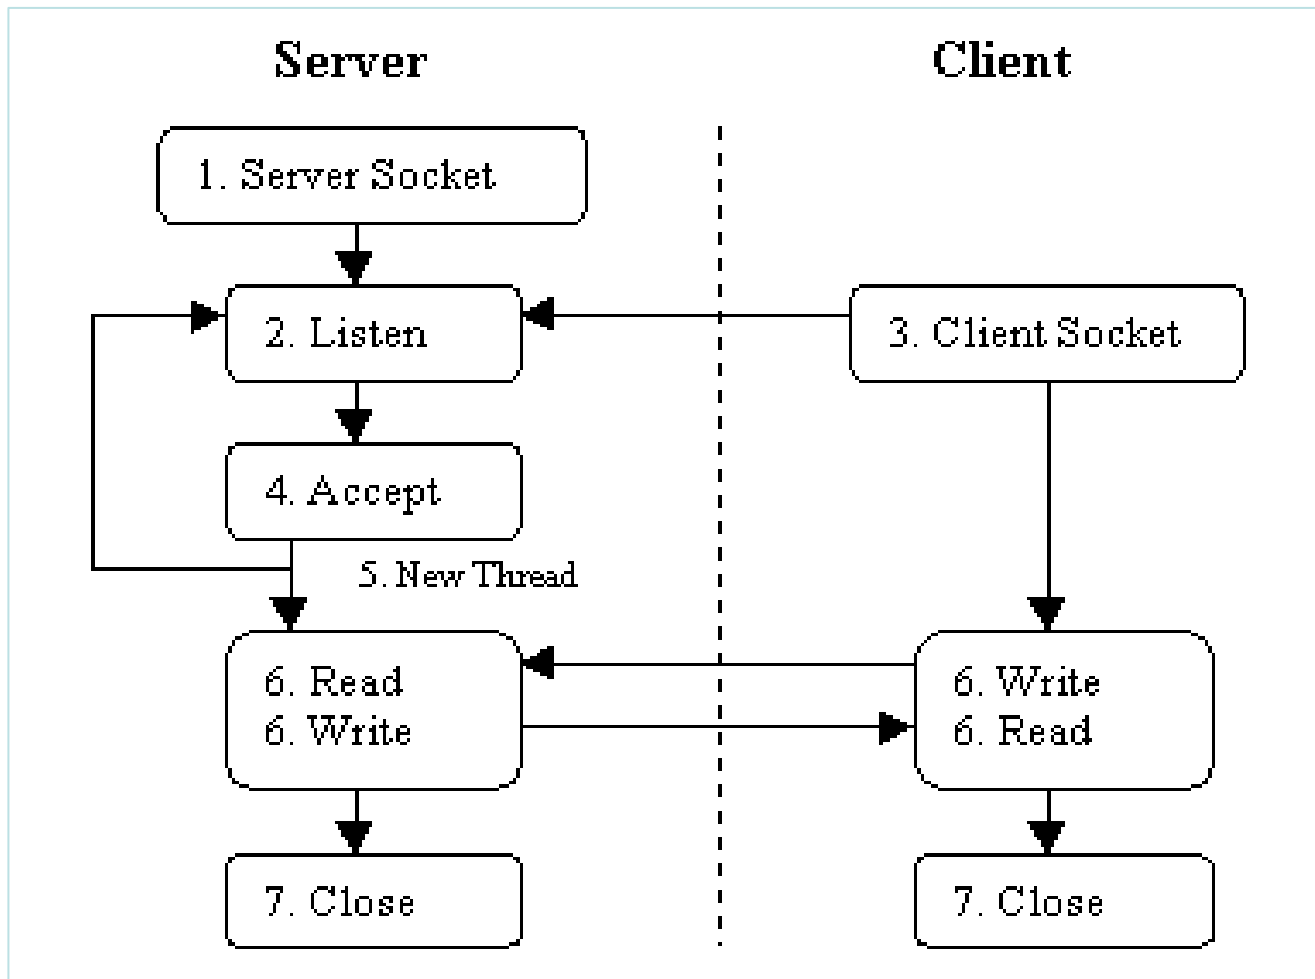 Server
Client
1. Server Socket
2. Listen
3. Client Socket
4. Accept
5. New Thread
6. Read
6. Write
6. Write
6. Read
7. Close
7. Close